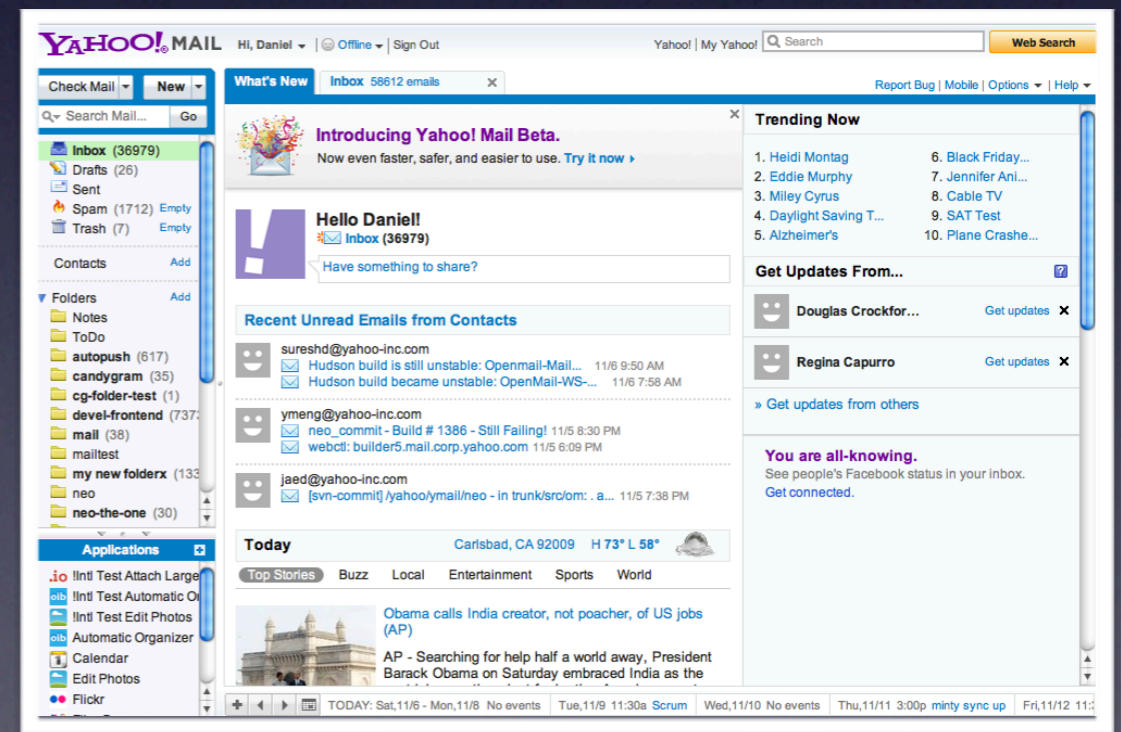 YAHOO!® MAIL Hi, Daniel Offline Sign Out Yahoo! My Yahoo! Search Web Search
Check Mail New
Search Mail... Go
Inbox (36979)
Drafts (26)
Sent
Spam (1712) Empty
Trash (7) Empty
Contacts Add
Folders Add
Notes
ToDo
autopush (617)
candygram (35)
cg-folder-test (1)
devel-frontend (737
mail (38)
mailtest
my new folderx (133
neo
neo-the-one (30)
Applications
.io !Intl Test Attach Large
oib !Intl Test Automatic O
!Intl Test Edit Photos
oib Automatic Organizer
1 Calendar
Edit Photos
Flickr
What's New Inbox 58612 emails X
Report Bug | Mobile | Options | Help
Introducing Yahoo! Mail Beta.
Now even faster, safer, and easier to use. Try it now
Hello Daniel!
Inbox (36979)
Have something to share?
Recent Unread Emails from Contacts
sureshd@yahoo-inc.com
Hudson build is still unstable: Openmail-Mail... 11/6 9:50 AM
Hudson build became unstable: OpenMail-WS-... 11/6 7:58 AM
ymeng@yahoo-inc.com
neo_commit - Build # 1386 - Still Failing! 11/5 8:30 PM
webctl: builder5.mail.corp.yahoo.com 11/5 6:09 PM
jaed@yahoo-inc.com
[svn-commit] /yahoo/ymail/neo - in trunk/src/om: . a... 11/5 7:38 PM
Today Carlsbad, CA 92009 H 73° L 58°
Top Stories Buzz Local Entertainment Sports World
Obama calls India creator, not poacher, of US jobs
(AP)
AP - Searching for help half a world away, President
Barack Obama on Saturday embraced India as the
Trending Now
1. Heidi Montag
2. Eddie Murphy
3. Miley Cyrus
4. Daylight Saving T...
5. Alzheimer's
6. Black Friday...
7. Jennifer Ani...
8. Cable TV
9. SAT Test
10. Plane Crashe...
Get Updates From... ?
Douglas Crockfor... Get updates X
Regina Capurro Get updates X
» Get updates from others
You are all-knowing.
See people's Facebook status in your inbox.
Get connected.
TODAY: Sat,11/6 - Mon,11/8 No events Tue,11/9 11:30a Scrum Wed,11/10 No events Thu,11/11 3:00p minty sync up Fri,11/12 11: